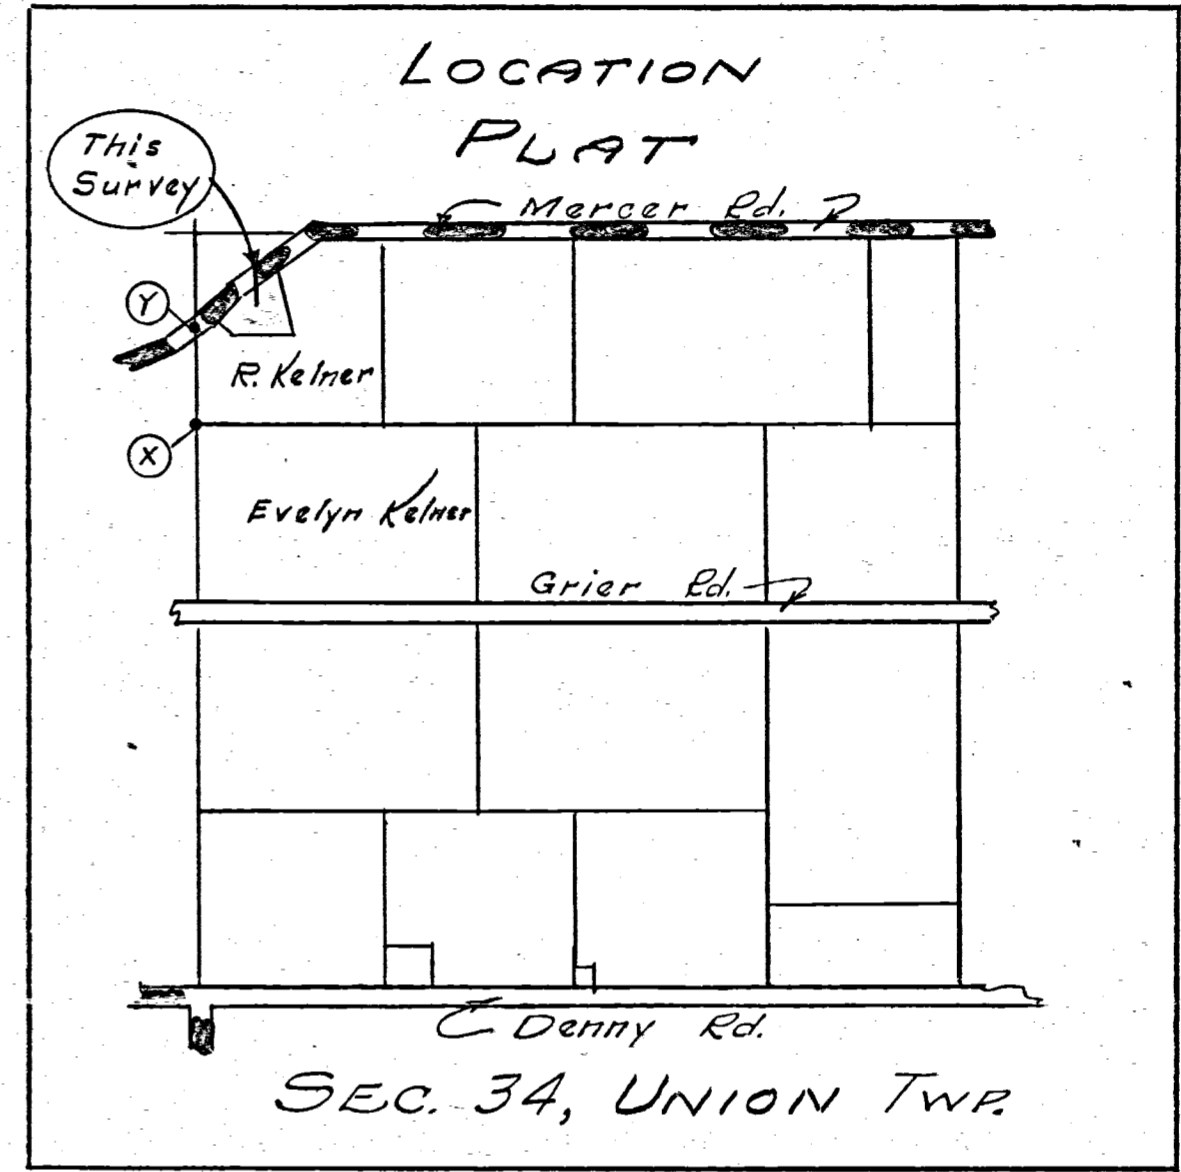 LOCATION
PLAT
This
Survey
Mercer Rd.
Y
R. Kelner
X
Evelyn Kelner
Grier Rd.
Denny Rd.
SEC. 34, UNION TWP.